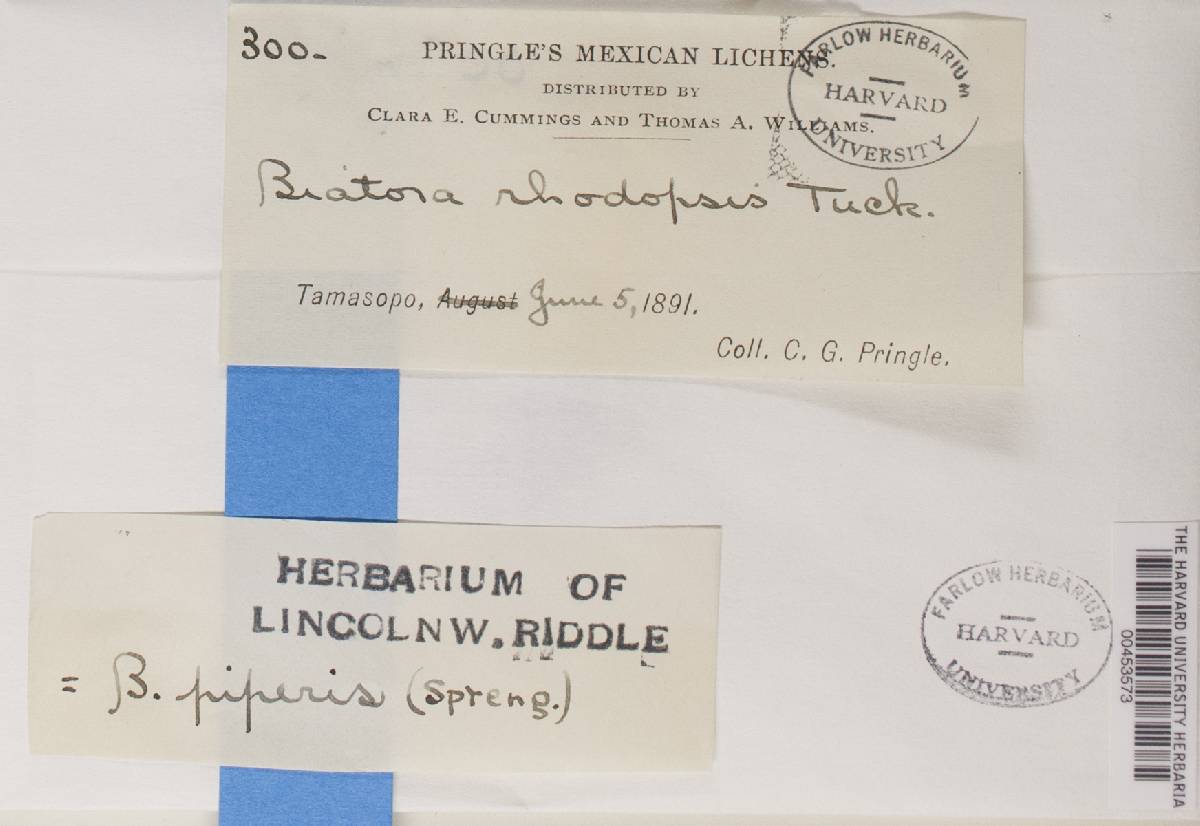 300-
PRINGLE'S MEXICAN LICHENS.
DISTRIBUTED BY
CLARA E. CUMMINGS AND THOMAS A. WILLIAMS.
FARLOW HERBARIUM
HARVARD
UNIVERSITY
Biatora rhodopsis Tuck.
Tamasopo, August June 5, 1891.
Coll. C. G. Pringle.
HERBARIUM OF
LINCOLN W. RIDDLE
= B. piperis (Spreng.)
FARLOW HERBARIUM
HARVARD
UNIVERSITY
THE HARVARD UNIVERSITY HERBARIA
00453573